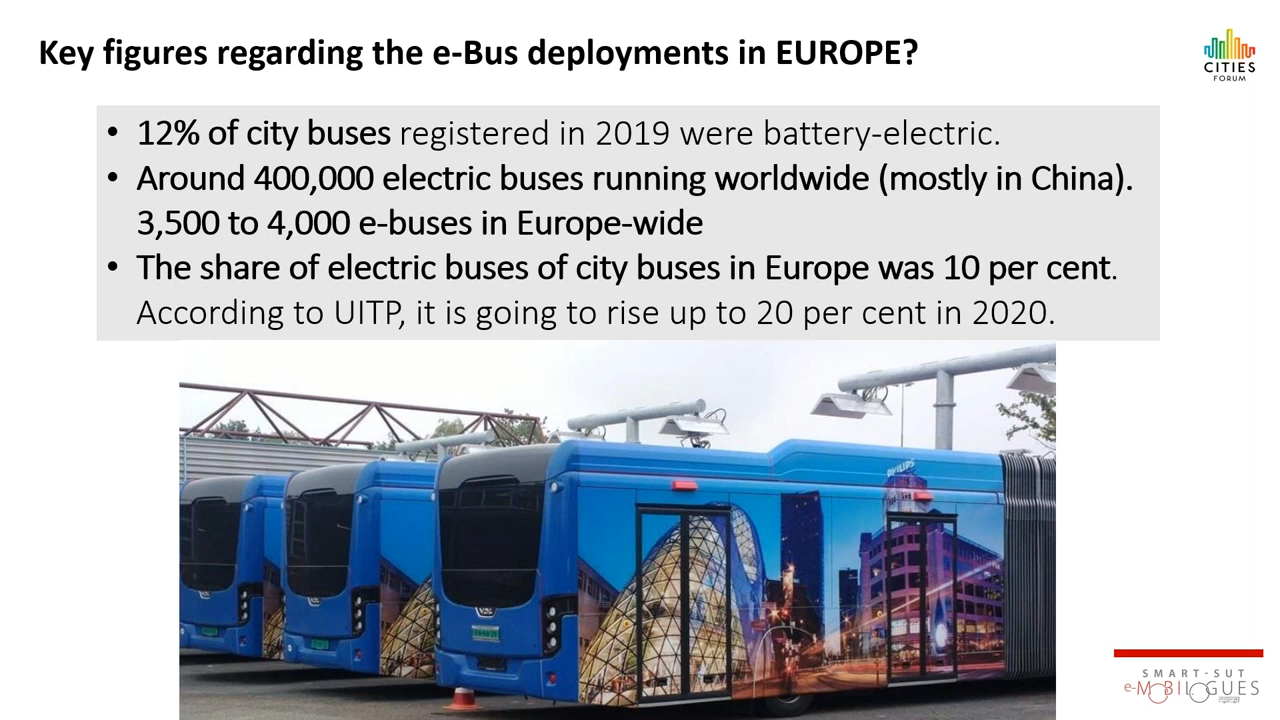 Key figures regarding the e-Bus deployments in EUROPE?
CITIES
FORUM
• 12% of city buses registered in 2019 were battery-electric.
• Around 400,000 electric buses running worldwide (mostly in China).
3,500 to 4,000 e-buses in Europe-wide
• The share of electric buses of city buses in Europe was 10 per cent.
According to UITP, it is going to rise up to 20 per cent in 2020.
PHILIPS
VDL
SMART-SUT
e-MOBILOGUES